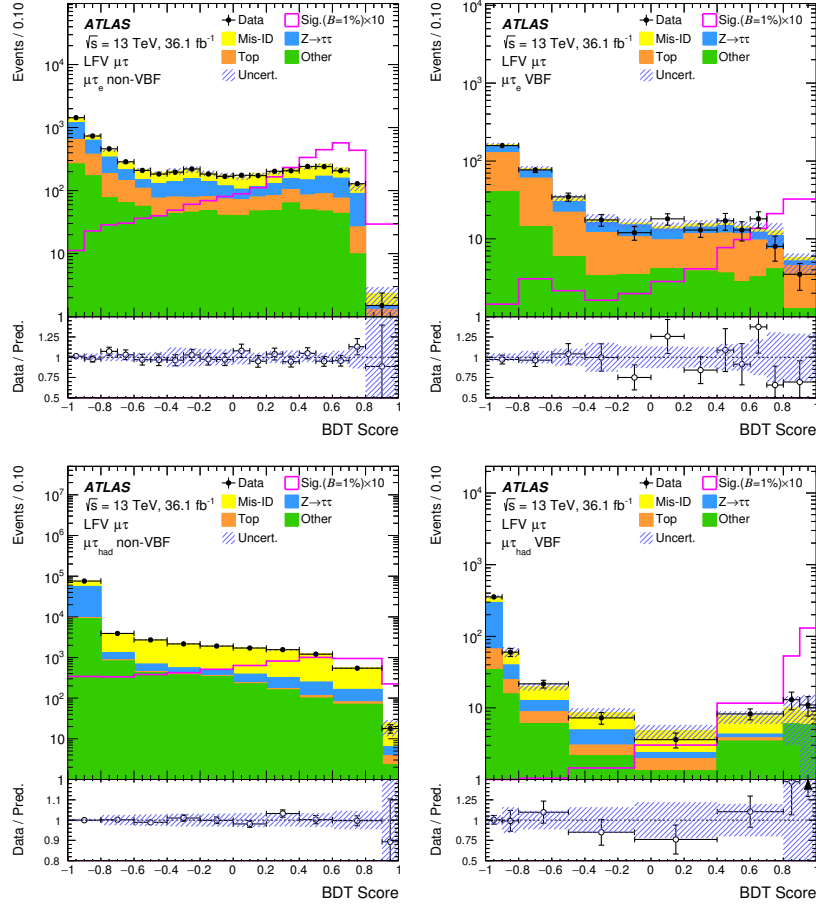 ATLAS
√s = 13 TeV, 36.1 fb⁻¹
LFV μτ
μτe non-VBF
Data
Sig.(B=1%)×10
Mis-ID
Z→ττ
Top
Other
Uncert.
Events / 0.10
10⁴
10³
10²
10
1
Data / Pred.
1.25
1
0.75
0.5
−1 −0.8 −0.6 −0.4 −0.2 0 0.2 0.4 0.6 0.8 1
BDT Score
ATLAS
√s = 13 TeV, 36.1 fb⁻¹
LFV μτ
μτe VBF
Data
Sig.(B=1%)×10
Mis-ID
Z→ττ
Top
Other
Uncert.
Events / 0.10
10⁴
10³
10²
10
1
Data / Pred.
1.25
1
0.75
0.5
−1 −0.8 −0.6 −0.4 −0.2 0 0.2 0.4 0.6 0.8 1
BDT Score
ATLAS
√s = 13 TeV, 36.1 fb⁻¹
LFV μτ
μτhad non-VBF
Data
Sig.(B=1%)×10
Mis-ID
Z→ττ
Top
Other
Uncert.
Events / 0.10
10⁷
10⁶
10⁵
10⁴
10³
10²
10
1
Data / Pred.
1.1
1
0.9
0.8
−1 −0.8 −0.6 −0.4 −0.2 0 0.2 0.4 0.6 0.8 1
BDT Score
ATLAS
√s = 13 TeV, 36.1 fb⁻¹
LFV μτ
μτhad VBF
Data
Sig.(B=1%)×10
Mis-ID
Z→ττ
Top
Other
Uncert.
Events / 0.10
10⁴
10³
10²
10
1
Data / Pred.
1.25
1
0.75
0.5
−1 −0.8 −0.6 −0.4 −0.2 0 0.2 0.4 0.6 0.8 1
BDT Score